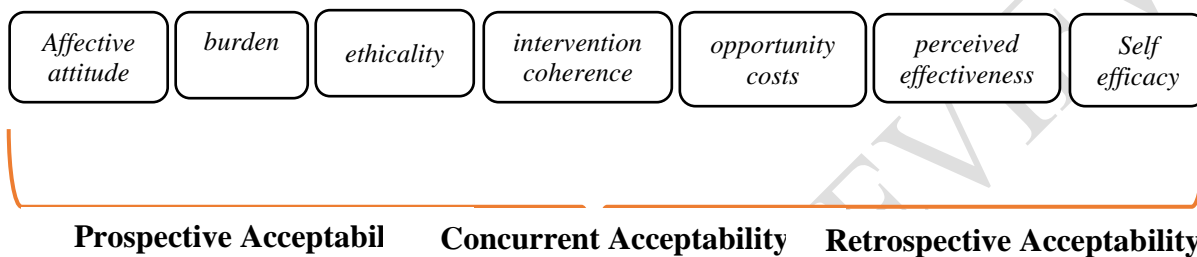 Affective attitude
burden
ethicality
intervention coherence
opportunity costs
perceived effectiveness
Self efficacy
Prospective Acceptabil
Concurrent Acceptability
Retrospective Acceptability